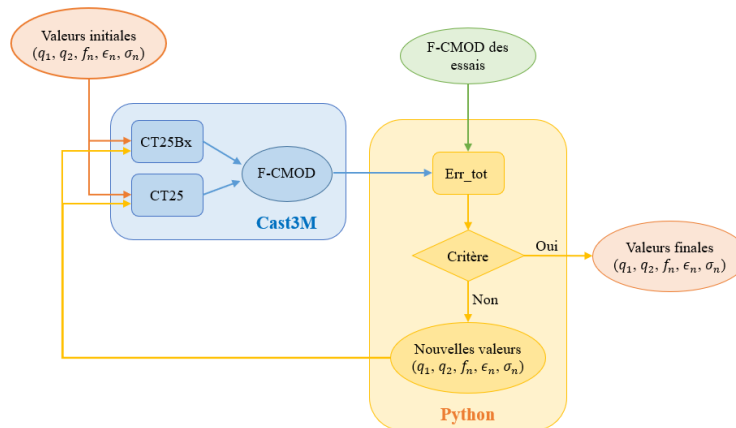 Valeurs initiales
(q₁, q₂, fₙ, ϵₙ, σₙ)
F-CMOD des
essais
CT25Bx
CT25
F-CMOD
Cast3M
Err_tot
Critère
Oui
Non
Valeurs finales
(q₁, q₂, fₙ, ϵₙ, σₙ)
Nouvelles valeurs
(q₁, q₂, fₙ, ϵₙ, σₙ)
Python